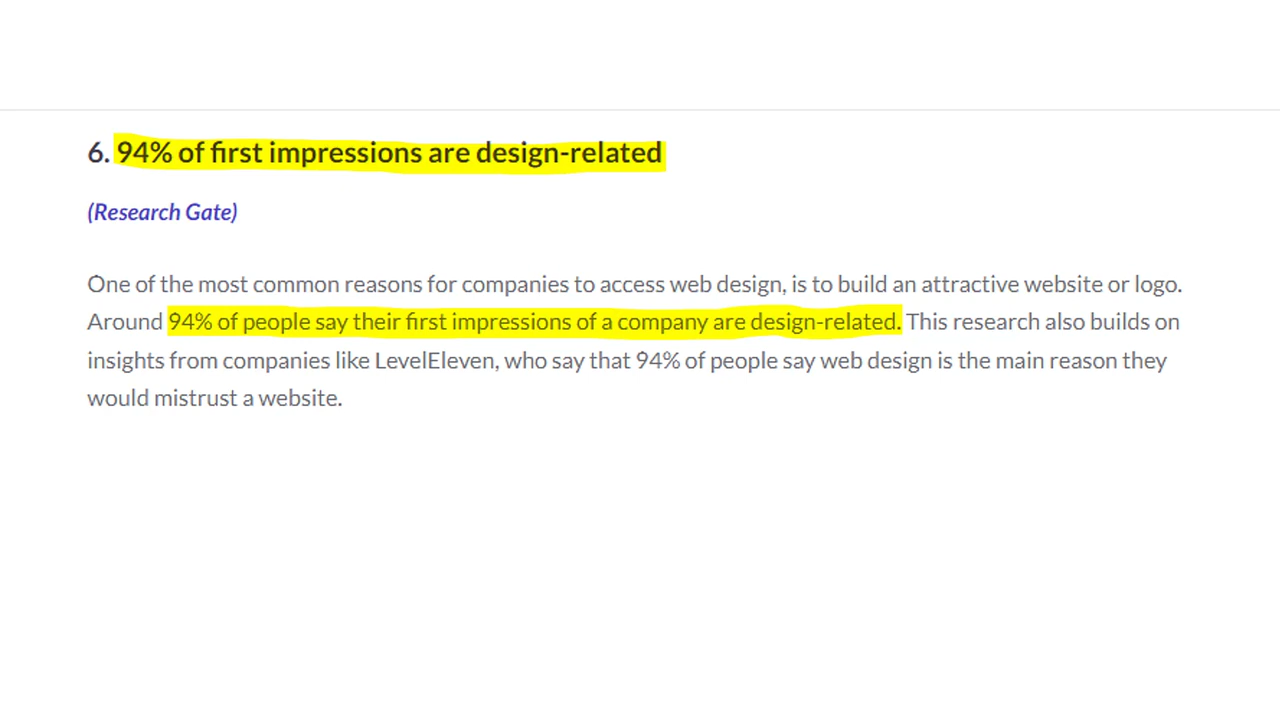 6. 94% of first impressions are design-related
(Research Gate)
One of the most common reasons for companies to access web design, is to build an attractive website or logo.
Around 94% of people say their first impressions of a company are design-related. This research also builds on
insights from companies like LevelEleven, who say that 94% of people say web design is the main reason they
would mistrust a website.